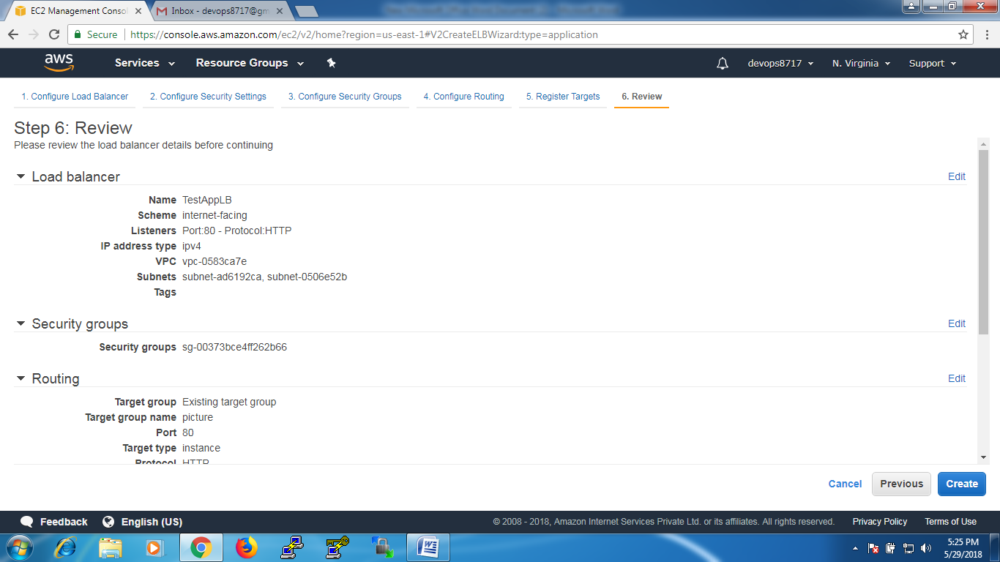 EC2 Management Consol
Inbox - devops8717@gm
Secure https://console.aws.amazon.com/ec2/v2/home?region=us-east-1#V2CreateELBWizard:type=application
aws Services Resource Groups devops8717 N. Virginia Support
1. Configure Load Balancer 2. Configure Security Settings 3. Configure Security Groups 4. Configure Routing 5. Register Targets 6. Review
Step 6: Review
Please review the load balancer details before continuing
Load balancer Edit
Name TestAppLB
Scheme internet-facing
Listeners Port:80 - Protocol:HTTP
IP address type ipv4
VPC vpc-0583ca7e
Subnets subnet-ad6192ca, subnet-0506e52b
Tags
Security groups Edit
Security groups sg-00373bce4ff262b66
Routing Edit
Target group Existing target group
Target group name picture
Port 80
Target type instance
Protocol HTTP
Cancel Previous Create
Feedback English (US) © 2008 - 2018, Amazon Internet Services Private Ltd. or its affiliates. All rights reserved. Privacy Policy Terms of Use
5:25 PM
5/29/2018